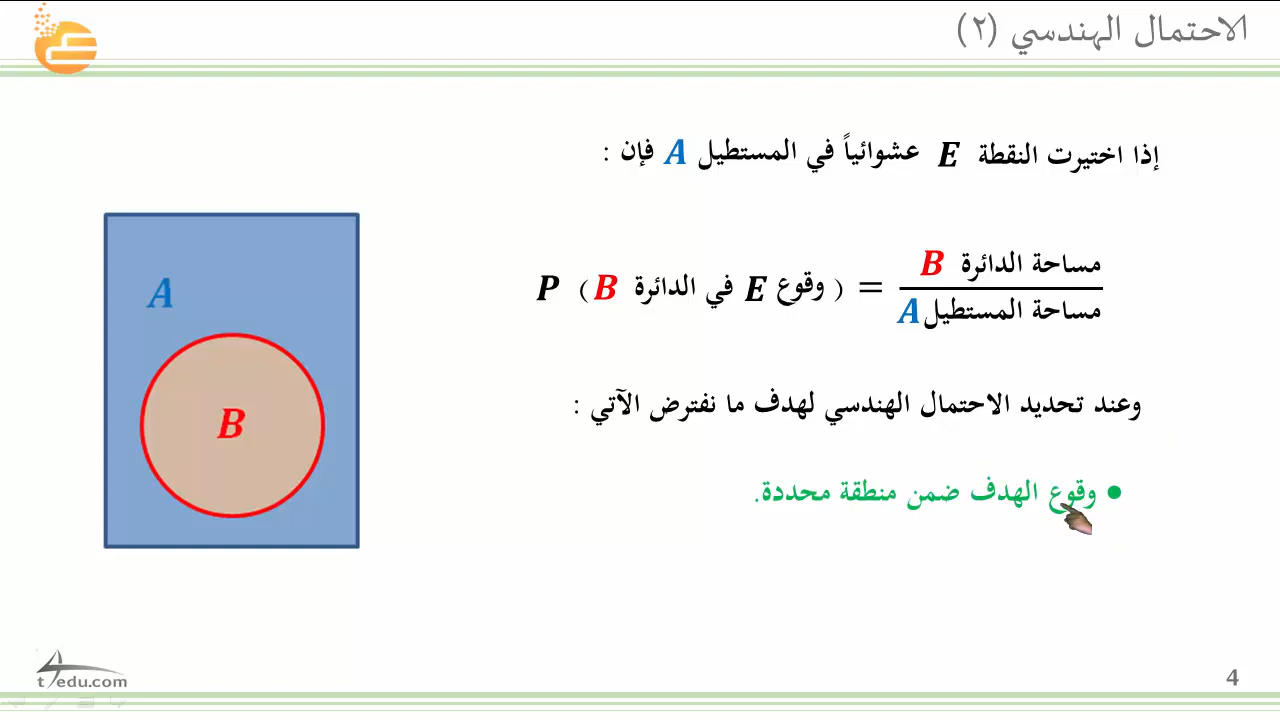 الاحتمال الهندسي (٢)
إذا اختيرت النقطة E عشوائياً في المستطيل A فإن :
P ( B وقوع E في الدائرة ) = مساحة الدائرة B
مساحة المستطيل A
وعند تحديد الاحتمال الهندسي لهدف ما نفترض الآتي :
• وقوع الهدف ضمن منطقة محددة.
A
B
t4edu.com
4